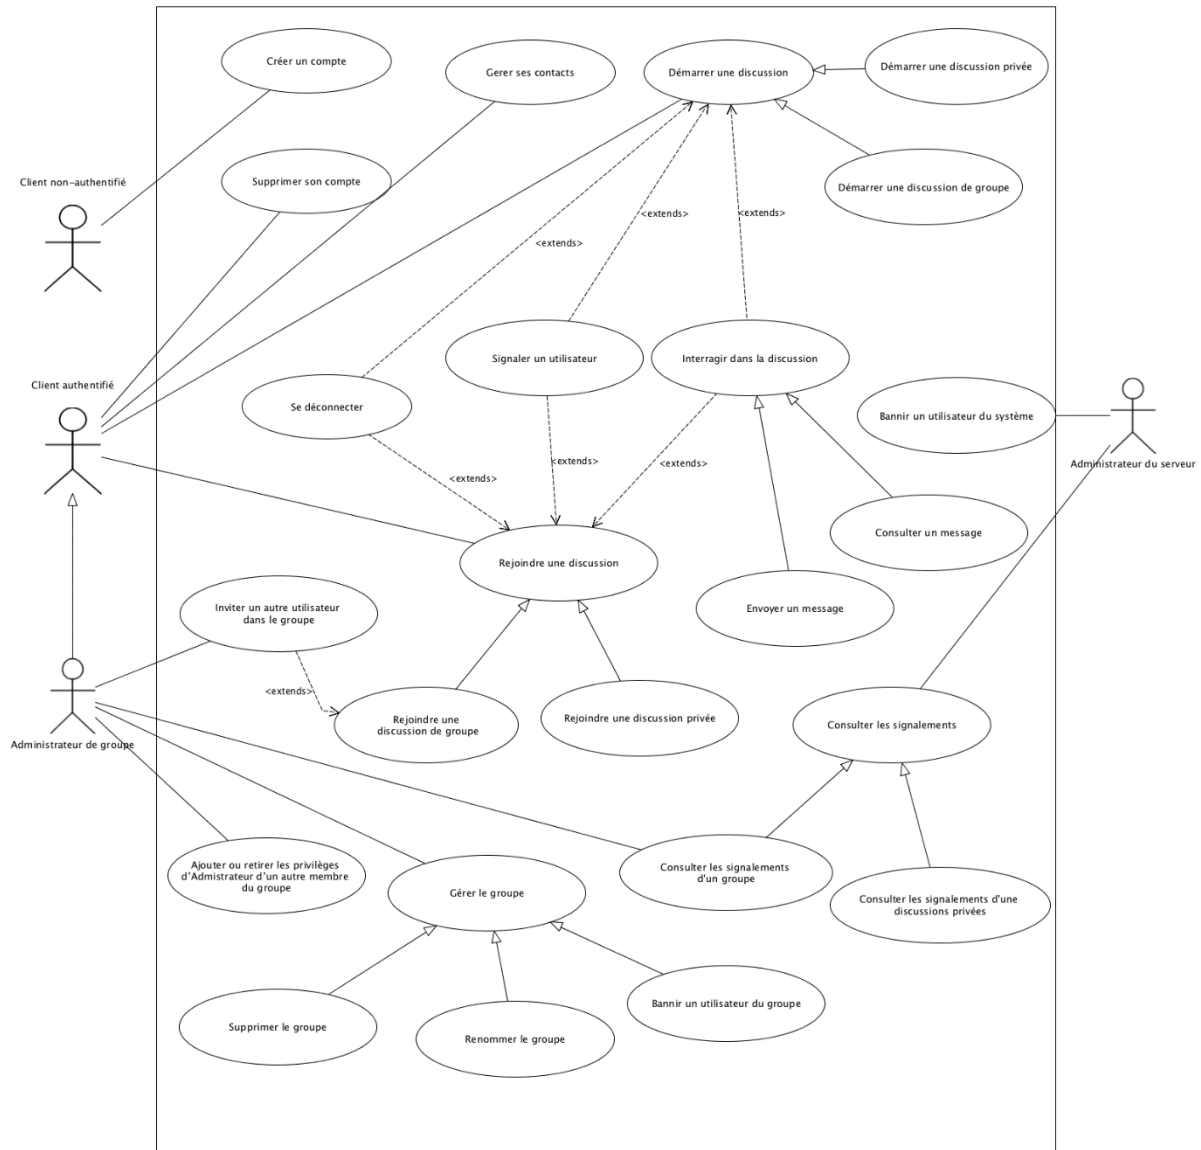 Créer un compte
Gerer ses contacts
Démarrer une discussion
Démarrer une discussion privée
Client non-authentifié
Supprimer son compte
Démarrer une discussion de groupe
<extends>
<extends>
<extends>
Signaler un utilisateur
Interragir dans la discussion
Client authentifié
Se déconnecter
Bannir un utilisateur du système
Administrateur du serveur
<extends>
<extends>
<extends>
Consulter un message
Rejoindre une discussion
Inviter un autre utilisateur
dans le groupe
Envoyer un message
<extends>
Rejoindre une
discussion de groupe
Rejoindre une discussion privée
Consulter les signalements
Administrateur de groupe
Ajouter ou retirer les privilèges
d'Admistrateur d'un autre membre
du groupe
Gérer le groupe
Consulter les signalements
d'un groupe
Consulter les signalements d'une
discussions privées
Supprimer le groupe
Renommer le groupe
Bannir un utilisateur du groupe